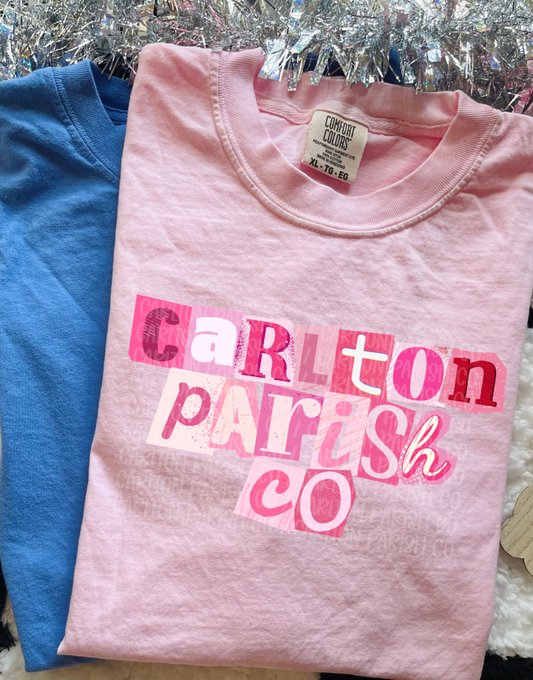 COMFORT
COLORS
XL - TG - EG
CaRLton
PARiSh
CO